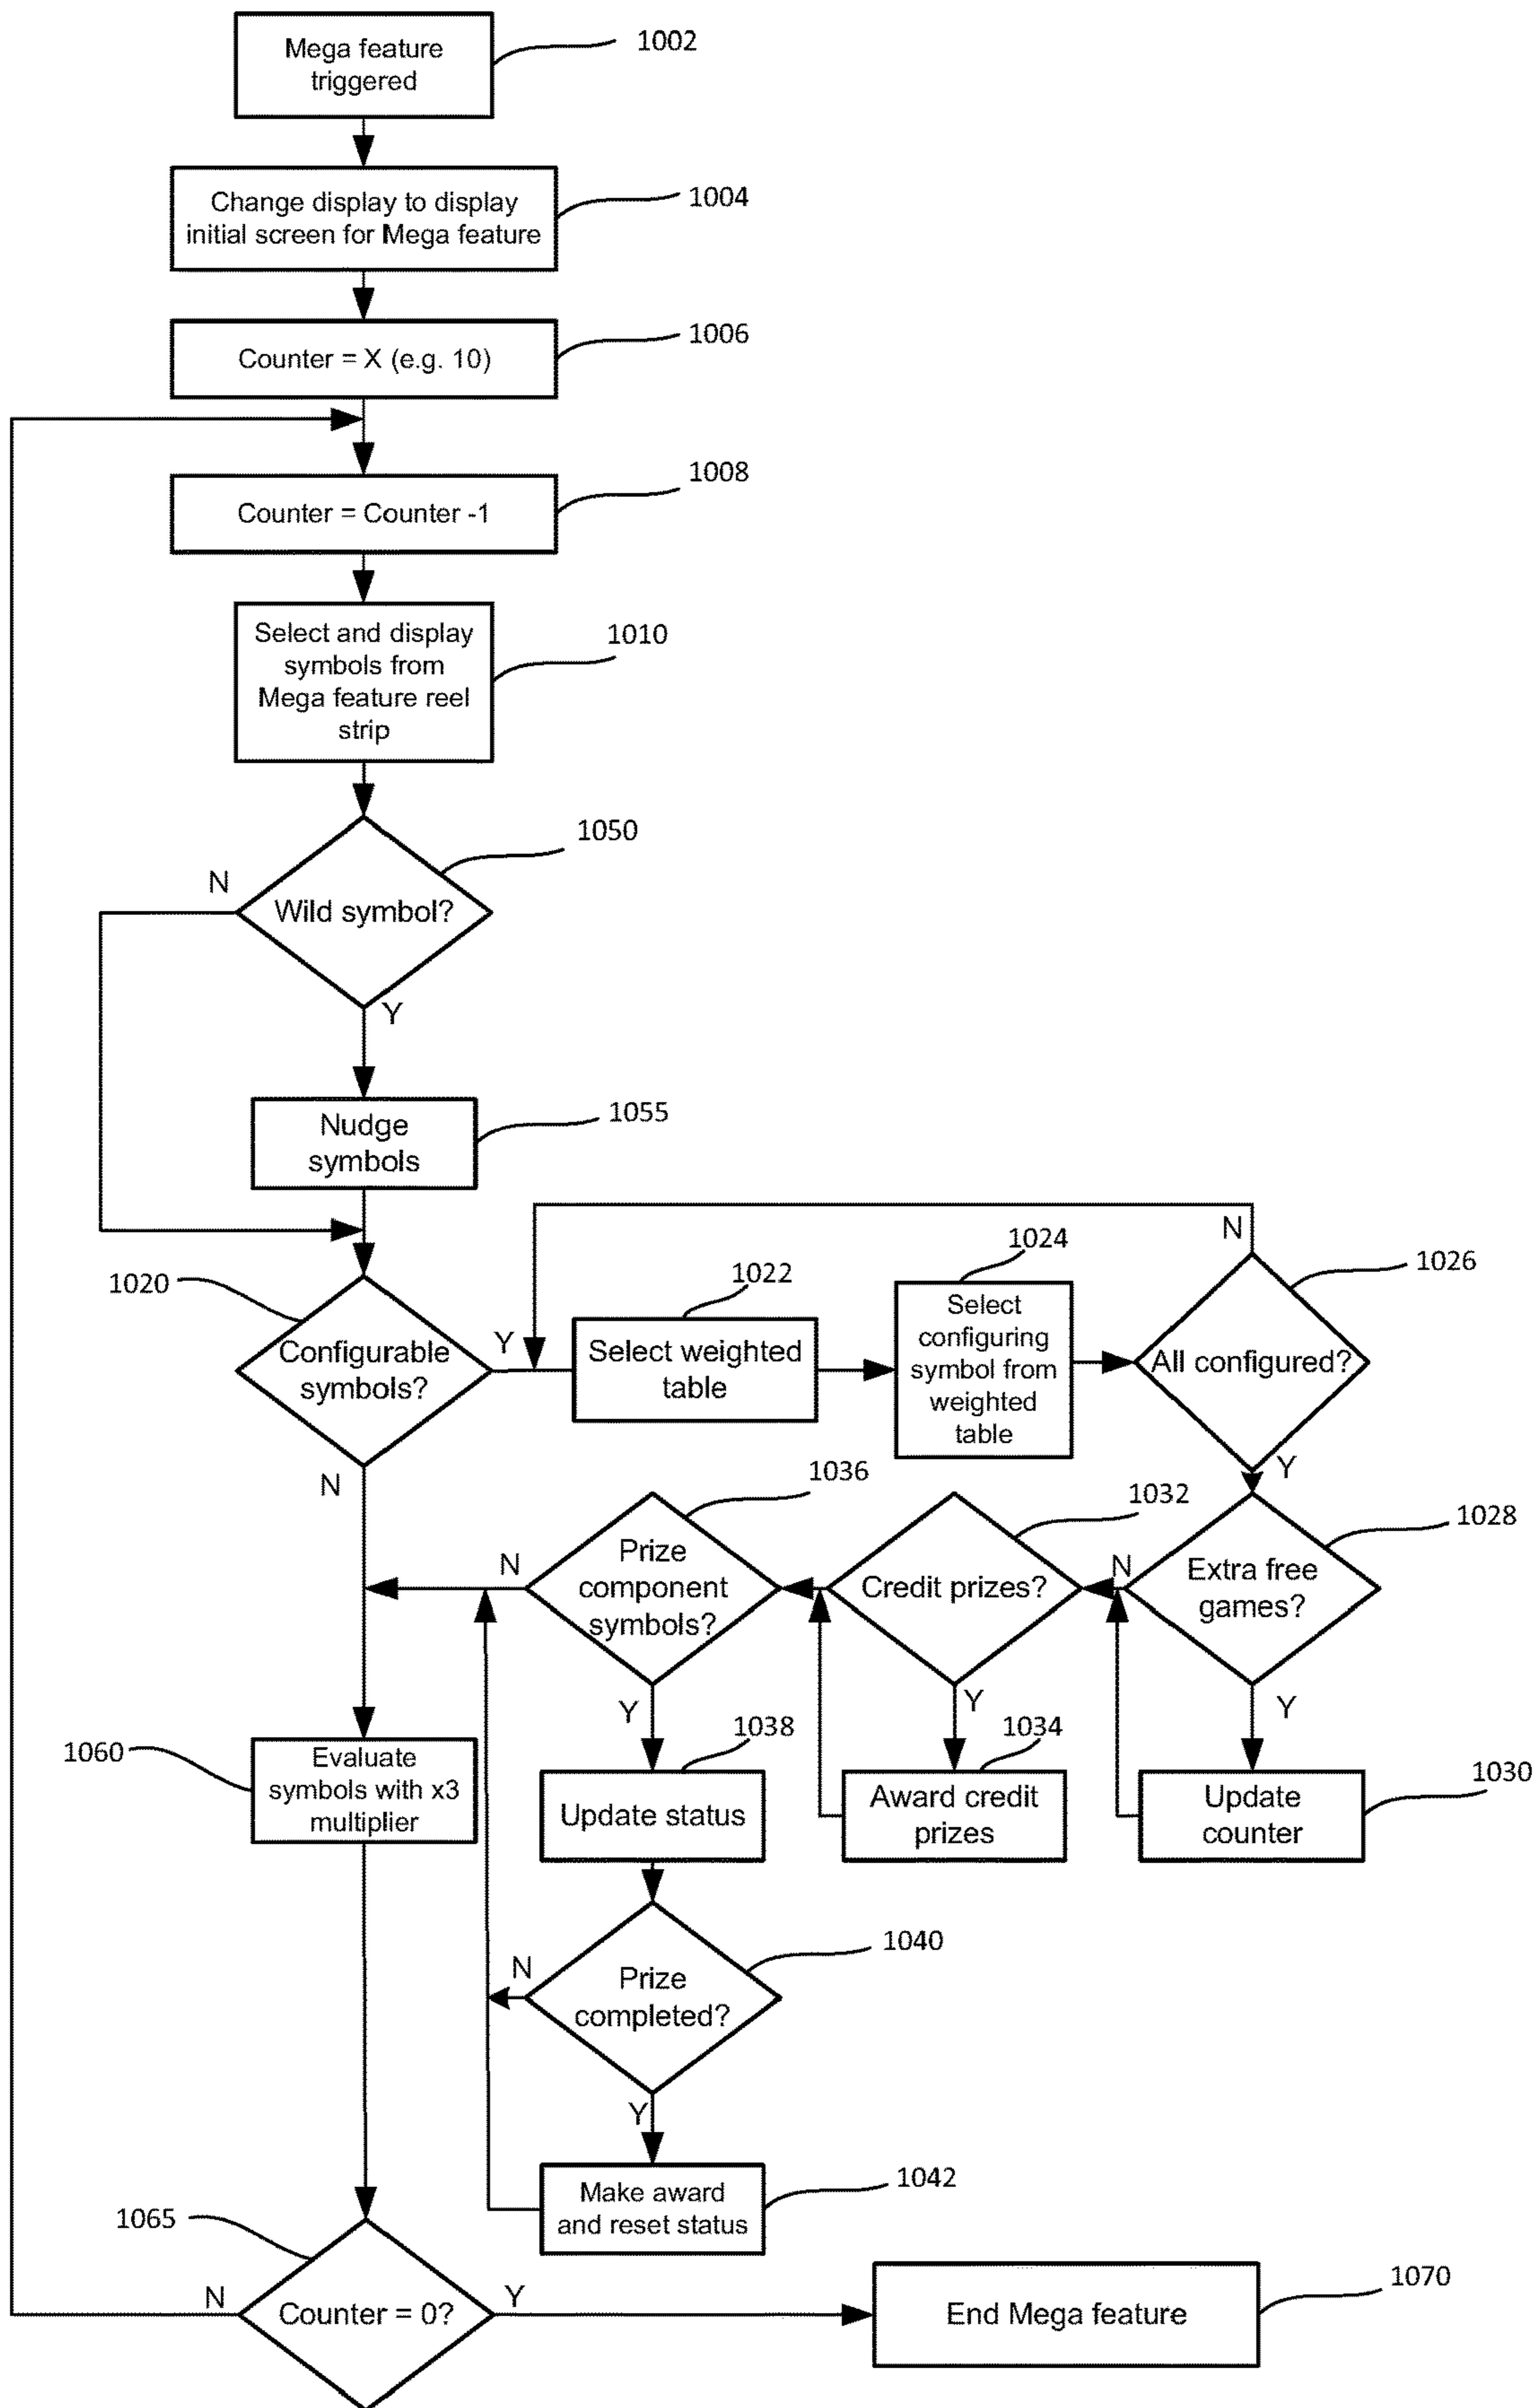 Mega feature
triggered
1002
Change display to display
initial screen for Mega feature
1004
Counter = X (e.g. 10)
1006
Counter = Counter -1
1008
Select and display
symbols from
Mega feature reel
strip
1010
Wild symbol?
1050
N
Y
Nudge
symbols
1055
Configurable
symbols?
1020
Y
N
Select weighted
table
1022
Select
configuring
symbol from
weighted
table
1024
All configured?
1026
N
Y
Extra free
games?
1028
N
Y
Update
counter
1030
Credit prizes?
1032
Y
Award credit
prizes
1034
Prize
component
symbols?
1036
N
Y
Update status
1038
Prize
completed?
1040
N
Y
Make award
and reset status
1042
Evaluate
symbols with x3
multiplier
1060
Counter = 0?
1065
N
Y
End Mega feature
1070